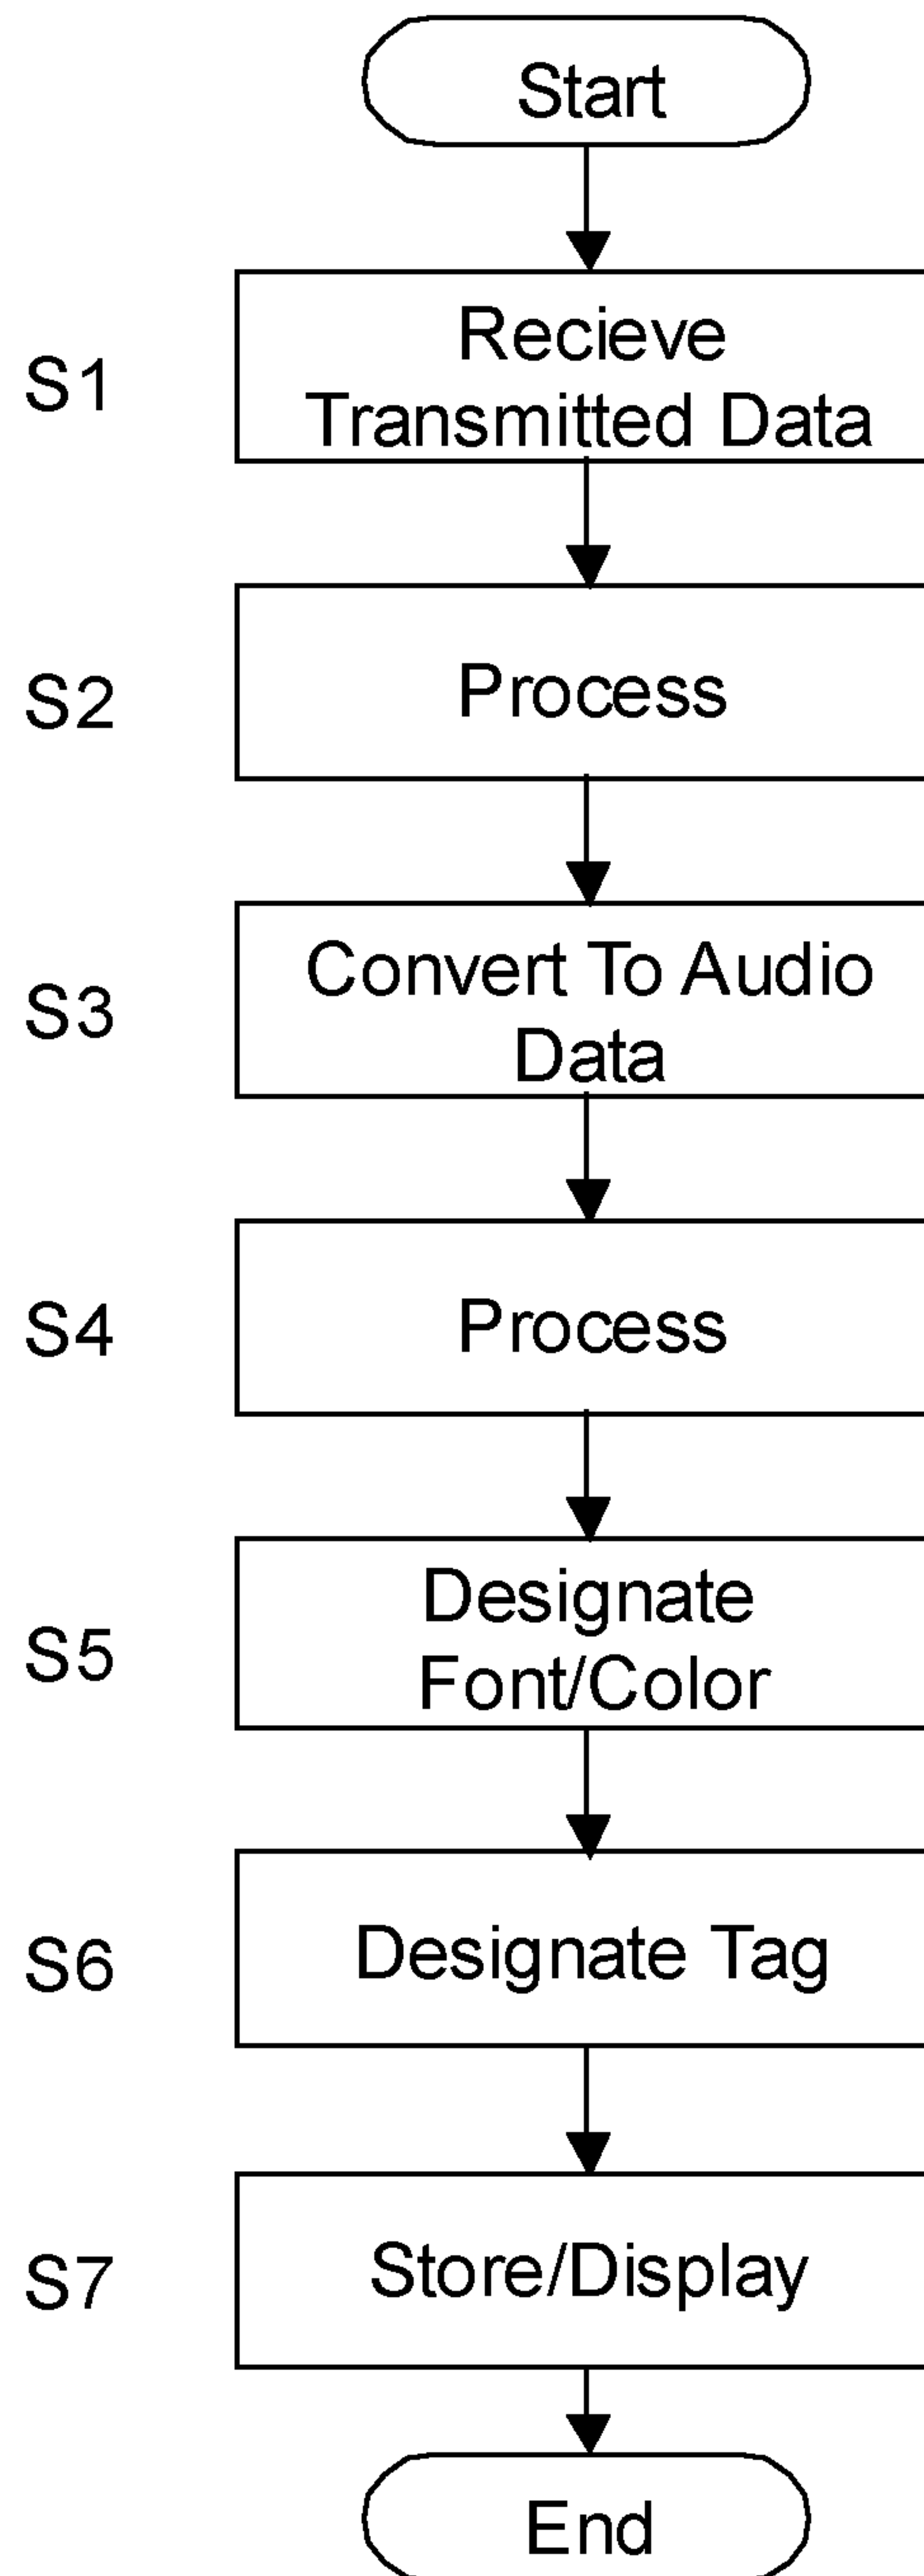 Start
S1
Recieve
Transmitted Data
S2
Process
S3
Convert To Audio
Data
S4
Process
S5
Designate
Font/Color
S6
Designate Tag
S7
Store/Display
End